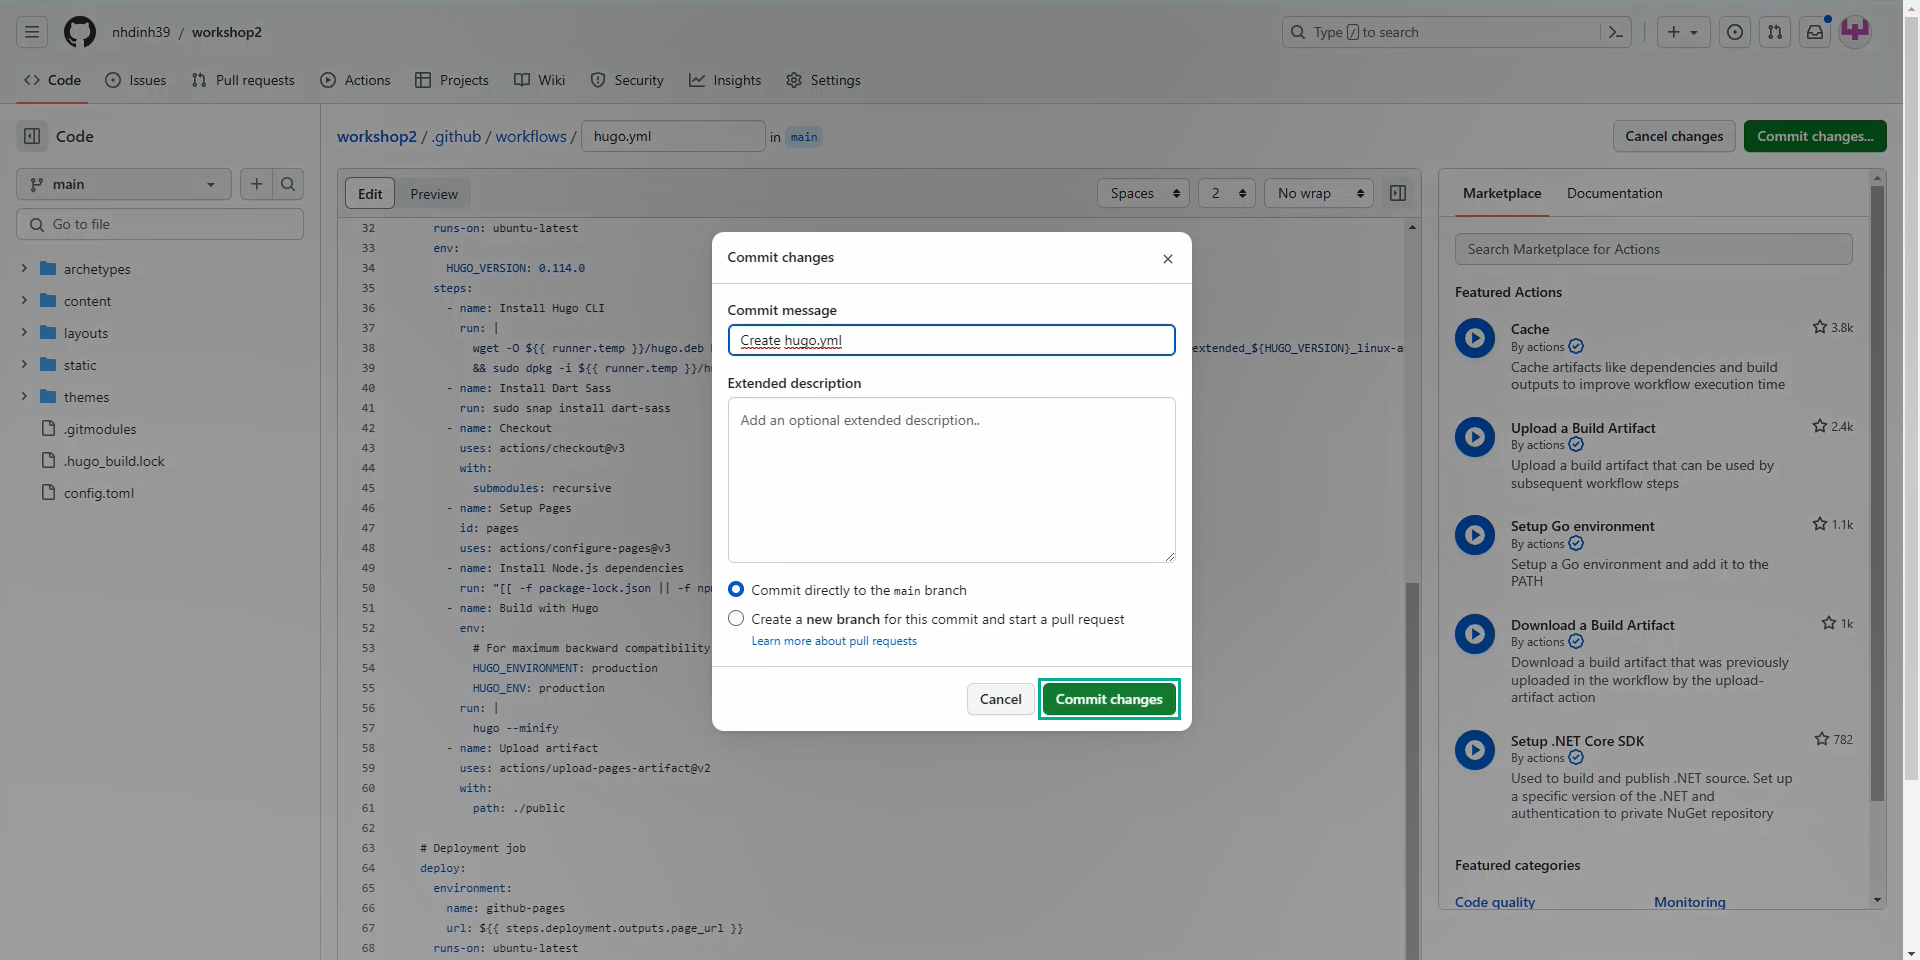 nhdinh39 / workshop2
Type / to search
Code
Issues
Pull requests
Actions
Projects
Wiki
Security
Insights
Settings
Code
main
Go to file
archetypes
content
layouts
static
themes
.gitmodules
.hugo_build.lock
config.toml
workshop2 / .github / workflows / hugo.yml in main
Cancel changes
Commit changes...
Edit
Preview
Spaces
2
No wrap
32 runs-on: ubuntu-latest
33 env:
34 HUGO_VERSION: 0.114.0
35 steps:
36 - name: Install Hugo CLI
37 run: |
38 wget -O ${{ runner.temp }}/hugo.deb extended_${HUGO_VERSION}_linux-a
39 && sudo dpkg -i ${{ runner.temp }}/h
40 - name: Install Dart Sass
41 run: sudo snap install dart-sass
42 - name: Checkout
43 uses: actions/checkout@v3
44 with:
45 submodules: recursive
46 - name: Setup Pages
47 id: pages
48 uses: actions/configure-pages@v3
49 - name: Install Node.js dependencies
50 run: "[[ -f package-lock.json || -f np
51 - name: Build with Hugo
52 env:
53 # For maximum backward compatibility
54 HUGO_ENVIRONMENT: production
55 HUGO_ENV: production
56 run: |
57 hugo --minify
58 - name: Upload artifact
59 uses: actions/upload-pages-artifact@v2
60 with:
61 path: ./public
62
63 # Deployment job
64 deploy:
65 environment:
66 name: github-pages
67 url: ${{ steps.deployment.outputs.page_url }}
68 runs-on: ubuntu-latest
Commit changes
Commit message
Create hugo.yml
Extended description
Add an optional extended description..
Commit directly to the main branch
Create a new branch for this commit and start a pull request
Learn more about pull requests
Cancel
Commit changes
Marketplace
Documentation
Search Marketplace for Actions
Featured Actions
Cache
3.8k
By actions
Cache artifacts like dependencies and build
outputs to improve workflow execution time
Upload a Build Artifact
2.4k
By actions
Upload a build artifact that can be used by
subsequent workflow steps
Setup Go environment
1.1k
By actions
Setup a Go environment and add it to the
PATH
Download a Build Artifact
1k
By actions
Download a build artifact that was previously
uploaded in the workflow by the upload-
artifact action
Setup .NET Core SDK
782
By actions
Used to build and publish .NET source. Set up
a specific version of the .NET and
authentication to private NuGet repository
Featured categories
Code quality
Monitoring